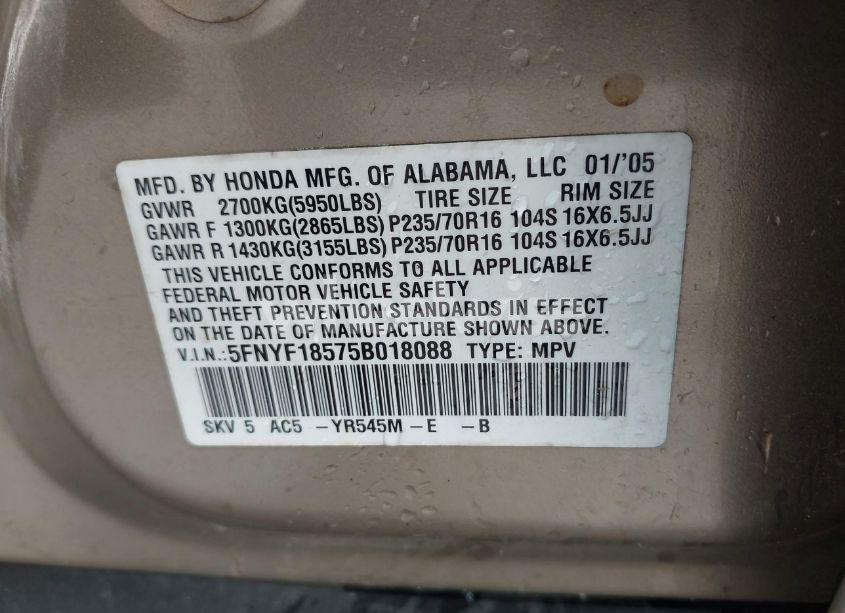 MFD. BY HONDA MFG. OF ALABAMA, LLC 01/'05
GVWR 2700KG(5950LBS) TIRE SIZE RIM SIZE
GAWR F 1300KG(2865LBS) P235/70R16 104S 16X6.5JJ
GAWR R 1430KG(3155LBS) P235/70R16 104S 16X6.5JJ
THIS VEHICLE CONFORMS TO ALL APPLICABLE
FEDERAL MOTOR VEHICLE SAFETY
AND THEFT PREVENTION STANDARDS IN EFFECT
ON THE DATE OF MANUFACTURE SHOWN ABOVE.
V.I.N.: 5FNYF18575B018088 TYPE: MPV
SKV 5 AC5 -YR545M -E -B